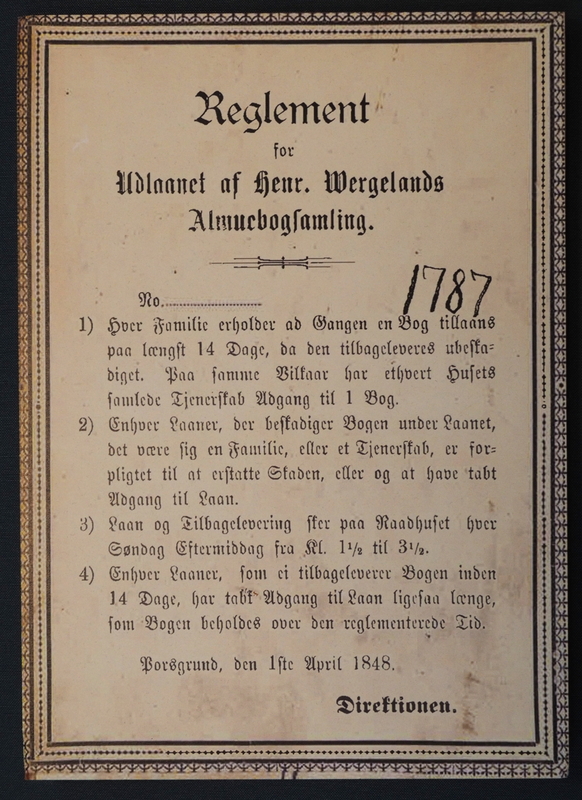 Reglement
for
Udlaanet af Henr. Wergelands
Almuebogsamling.
1787
No.
1) Hver Familie erholder ad Gangen en Bog tillaans
paa længst 14 Dage, da den tilbageleveres ubeska=
diget. Paa samme Vilkaar har ethvert Husets
samlede Tjenerskab Adgang til 1 Bog.
2) Enhver Laaner, der beskadiger Bogen under Laanet,
det være sig en Familie, eller et Tjenerskab, er for=
pligtet til at erstatte Skaden, eller og at have tabt
Adgang til Laan.
3) Laan og Tilbagelevering sker paa Raadhuset hver
Søndag Eftermiddag fra Kl. 1½ til 3½.
4) Enhver Laaner, som ei tilbageleverer Bogen inden
14 Dage, har tabt Adgang til Laan ligesaa længe,
som Bogen beholdes over den reglementerede Tid.
Porsgrund, den 1ste April 1848.
Direktionen.